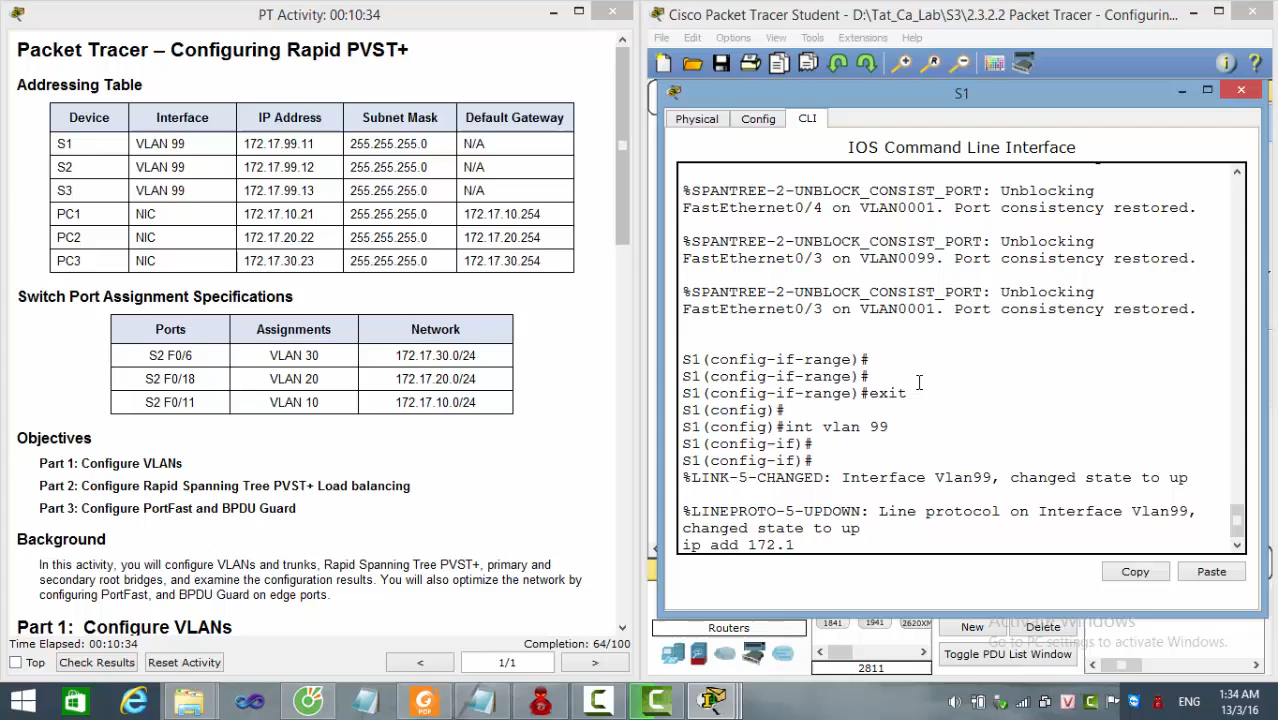 PT Activity: 00:10:34
Packet Tracer – Configuring Rapid PVST+
Addressing Table
Device Interface IP Address Subnet Mask Default Gateway
S1 VLAN 99 172.17.99.11 255.255.255.0 N/A
S2 VLAN 99 172.17.99.12 255.255.255.0 N/A
S3 VLAN 99 172.17.99.13 255.255.255.0 N/A
PC1 NIC 172.17.10.21 255.255.255.0 172.17.10.254
PC2 NIC 172.17.20.22 255.255.255.0 172.17.20.254
PC3 NIC 172.17.30.23 255.255.255.0 172.17.30.254
Switch Port Assignment Specifications
Ports Assignments Network
S2 F0/6 VLAN 30 172.17.30.0/24
S2 F0/18 VLAN 20 172.17.20.0/24
S2 F0/11 VLAN 10 172.17.10.0/24
Objectives
Part 1: Configure VLANs
Part 2: Configure Rapid Spanning Tree PVST+ Load balancing
Part 3: Configure PortFast and BPDU Guard
Background
In this activity, you will configure VLANs and trunks, Rapid Spanning Tree PVST+, primary and
secondary root bridges, and examine the configuration results. You will also optimize the network by
configuring PortFast, and BPDU Guard on edge ports.
Part 1: Configure VLANs
Time Elapsed: 00:10:34 Completion: 64/100
Top Check Results Reset Activity < 1/1 >
Cisco Packet Tracer Student - D:\Tat_Ca_Lab\S3\2.3.2.2 Packet Tracer - Configurin...
File Edit Options View Tools Extensions Help
S1
Physical Config CLI
IOS Command Line Interface
%SPANTREE-2-UNBLOCK_CONSIST_PORT: Unblocking
FastEthernet0/4 on VLAN0001. Port consistency restored.
%SPANTREE-2-UNBLOCK_CONSIST_PORT: Unblocking
FastEthernet0/3 on VLAN0099. Port consistency restored.
%SPANTREE-2-UNBLOCK_CONSIST_PORT: Unblocking
FastEthernet0/3 on VLAN0001. Port consistency restored.
S1(config-if-range)#
S1(config-if-range)#
S1(config-if-range)#exit
S1(config)#
S1(config)#int vlan 99
S1(config-if)#
S1(config-if)#
%LINK-5-CHANGED: Interface Vlan99, changed state to up
%LINEPROTO-5-UPDOWN: Line protocol on Interface Vlan99,
changed state to up
ip add 172.1
Copy Paste
Activate Windows
Go to PC settings to activate Windows.
Routers 1841 1941 2620XM New Delete
2811 Toggle PDU List Window
PDF
ENG 1:34 AM
13/3/16